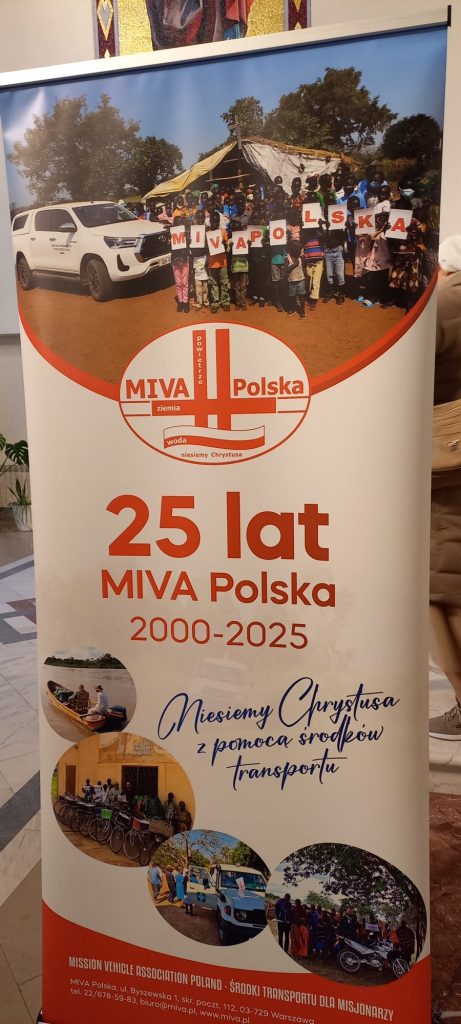 MIVAPOLSKA
MIVA Polska
powietrze
ziemia
woda
niesiemy Chrystusa
25 lat
MIVA Polska
2000-2025
Niesiemy Chrystusa
z pomocą środków
transportu
MISSION VEHICLE ASSOCIATION POLAND - ŚRODKI TRANSPORTU DLA MISJONARZY
MIVA Polska, ul. Byszewska 1, skr. poczt. 112, 03-729 Warszawa
tel. 22/678-59-83, biuro@miva.pl, www.miva.pl